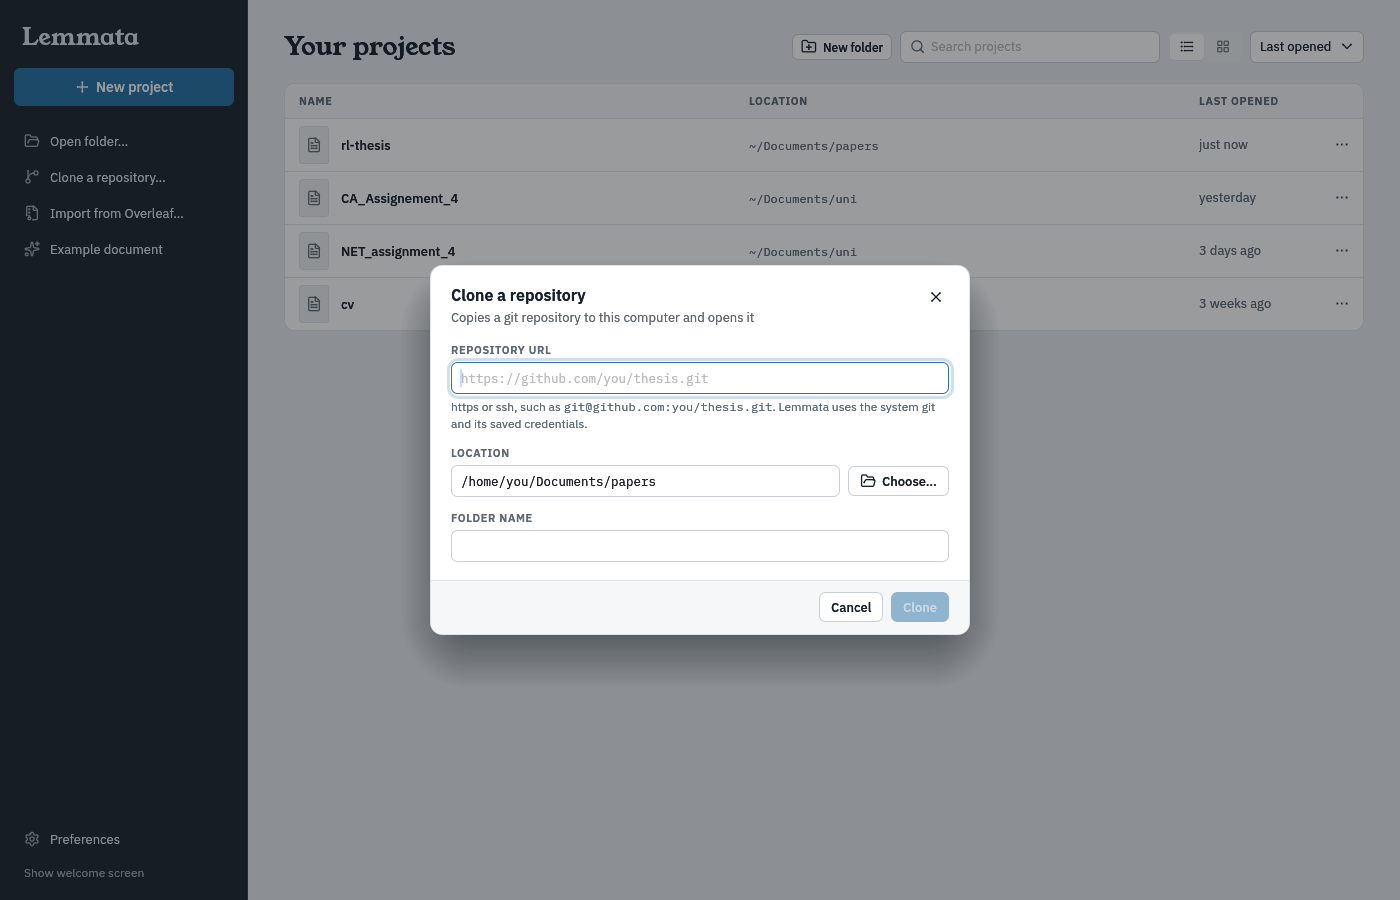 Lemmata
New project
Open folder...
Clone a repository...
Import from Overleaf...
Example document
Preferences
Show welcome screen
Your projects
New folder
Search projects
Last opened
NAME LOCATION LAST OPENED
rl-thesis ~/Documents/papers just now
CA_Assignement_4 ~/Documents/uni yesterday
NET_assignment_4 ~/Documents/uni 3 days ago
cv 3 weeks ago
Clone a repository
Copies a git repository to this computer and opens it
REPOSITORY URL
https://github.com/you/thesis.git
https or ssh, such as git@github.com:you/thesis.git. Lemmata uses the system git
and its saved credentials.
LOCATION
/home/you/Documents/papers
Choose...
FOLDER NAME
Cancel
Clone